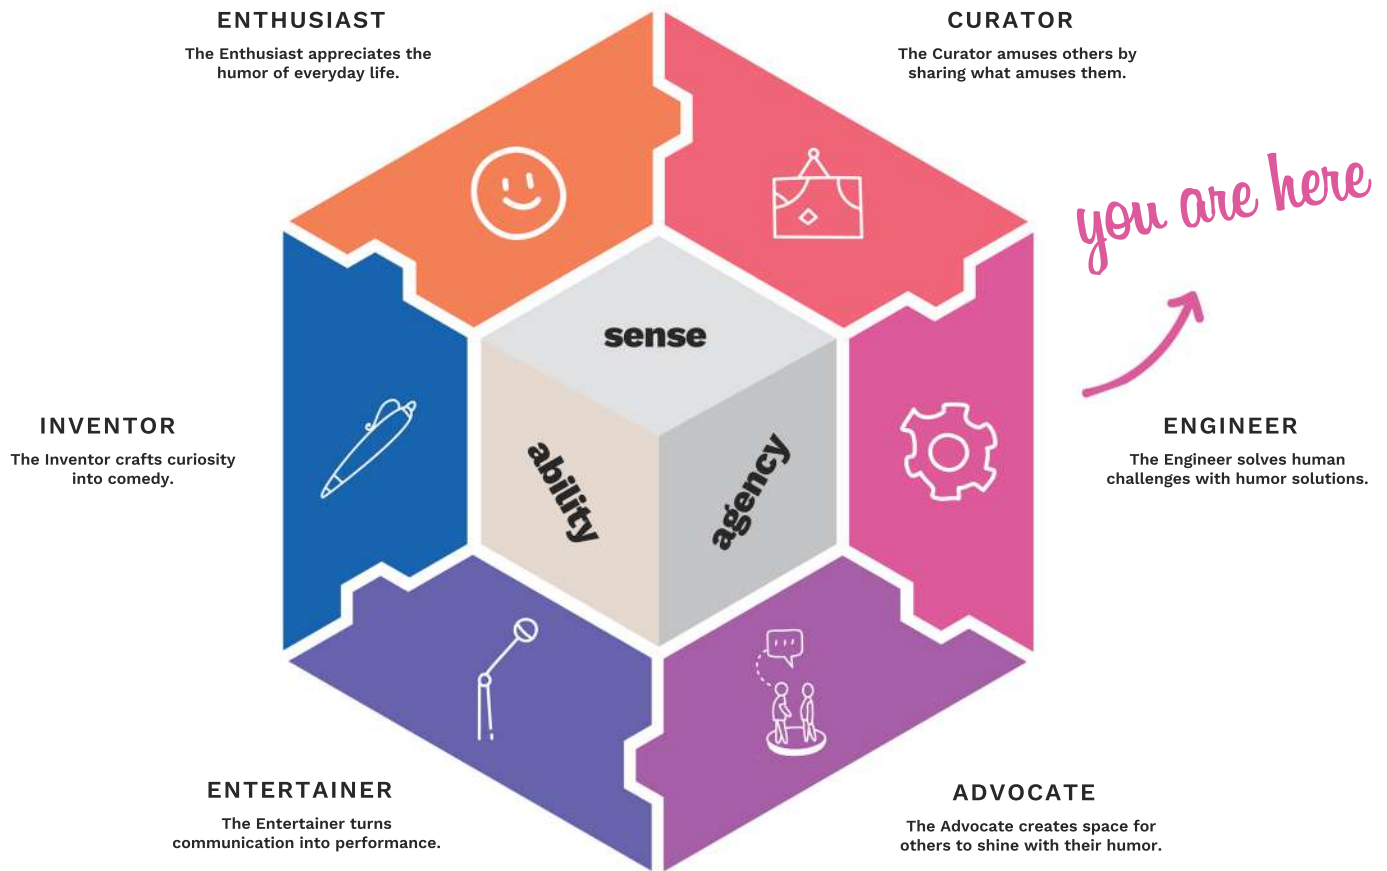 ENTHUSIAST
The Enthusiast appreciates the
humor of everyday life.
CURATOR
The Curator amuses others by
sharing what amuses them.
you are here
sense
ability
agency
INVENTOR
The Inventor crafts curiosity
into comedy.
ENGINEER
The Engineer solves human
challenges with humor solutions.
ENTERTAINER
The Entertainer turns
communication into performance.
ADVOCATE
The Advocate creates space for
others to shine with their humor.